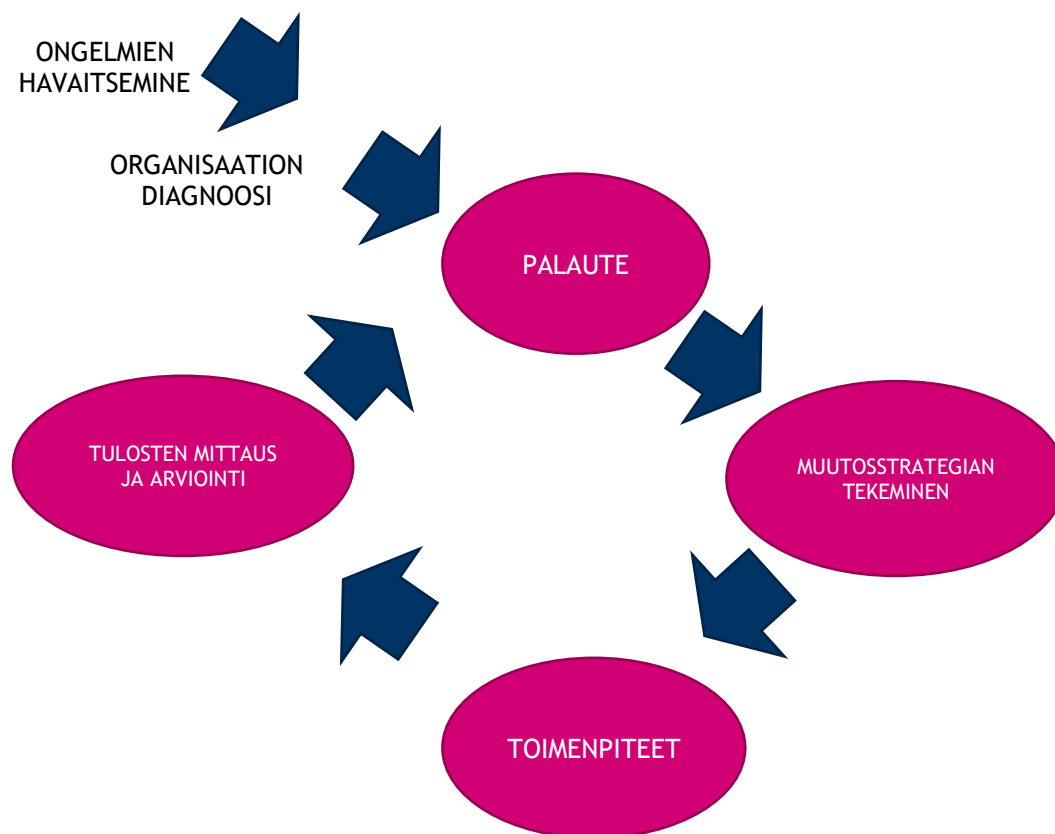 ONGELMIEN
HAVAITSEMINE
ORGANISAATION
DIAGNOOSI
PALAUTE
TULOSTEN MITTAUS
JA ARVIOINTI
MUUTOSSTRATEGIAN
TEKEMINEN
TOIMENPITEET